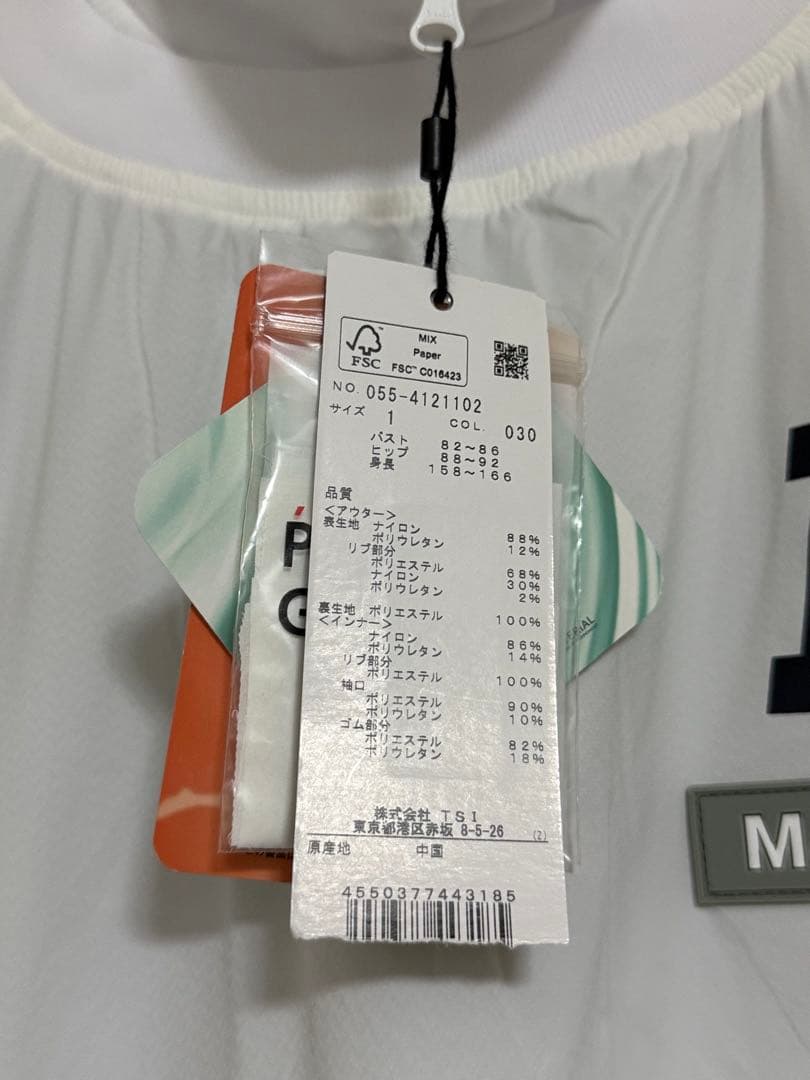 MIX
Paper
FSC™ C016423
FSC
NO. 055-4121102
サイズ 1 COL. 030
バスト 82～86
ヒップ 88～92
身長 158～166
品質
＜アウター＞
表生地 ナイロン 88%
ポリウレタン 12%
リブ部分
ポリエステル 68%
ナイロン 30%
ポリウレタン 2%
裏生地 ポリエステル 100%
＜インナー＞
ナイロン 86%
ポリウレタン 14%
リブ部分
ポリエステル 100%
袖口
ポリエステル 90%
ポリウレタン 10%
ゴム部分
ポリエステル 82%
ポリウレタン 18%
株式会社 TSI
東京都港区赤坂 8-5-26 (2)
原産地 中国
4550377443185
P
G
M